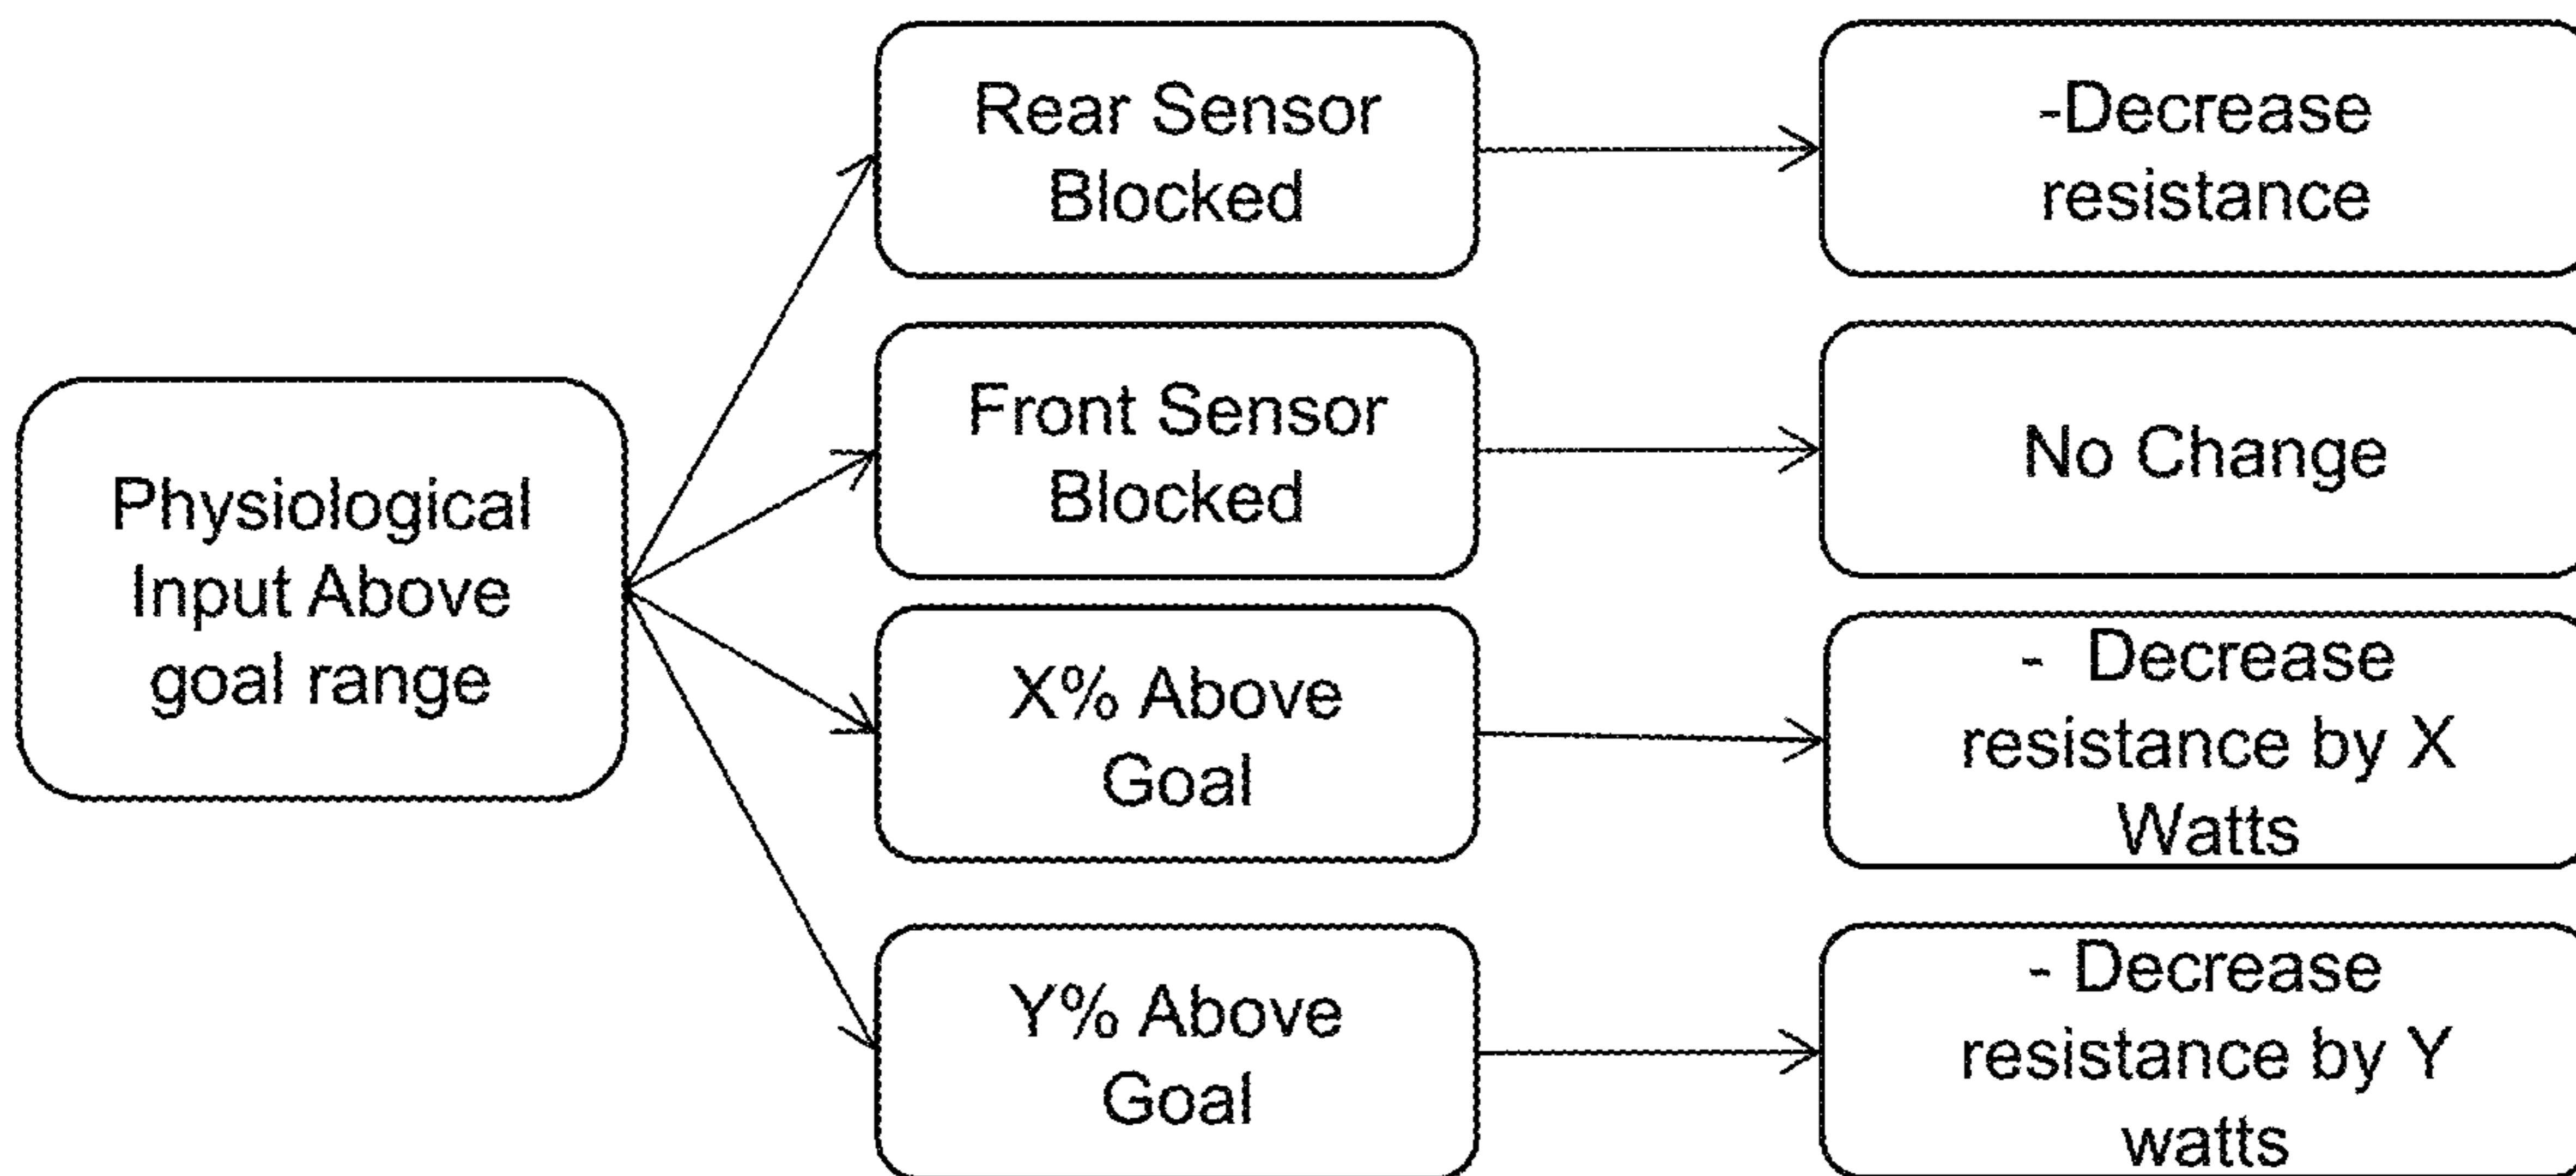 Physiological
Input Above
goal range
Rear Sensor
Blocked
-Decrease
resistance
Front Sensor
Blocked
No Change
X% Above
Goal
- Decrease
resistance by X
Watts
Y% Above
Goal
- Decrease
resistance by Y
watts